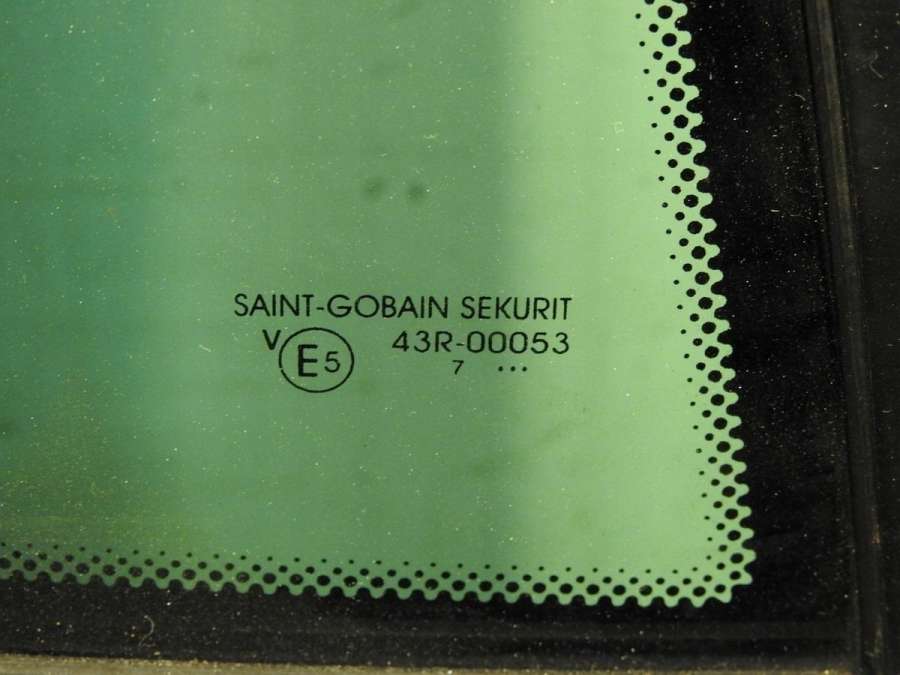 SAINT-GOBAIN SEKURIT
V E5 43R-00053
7 ...